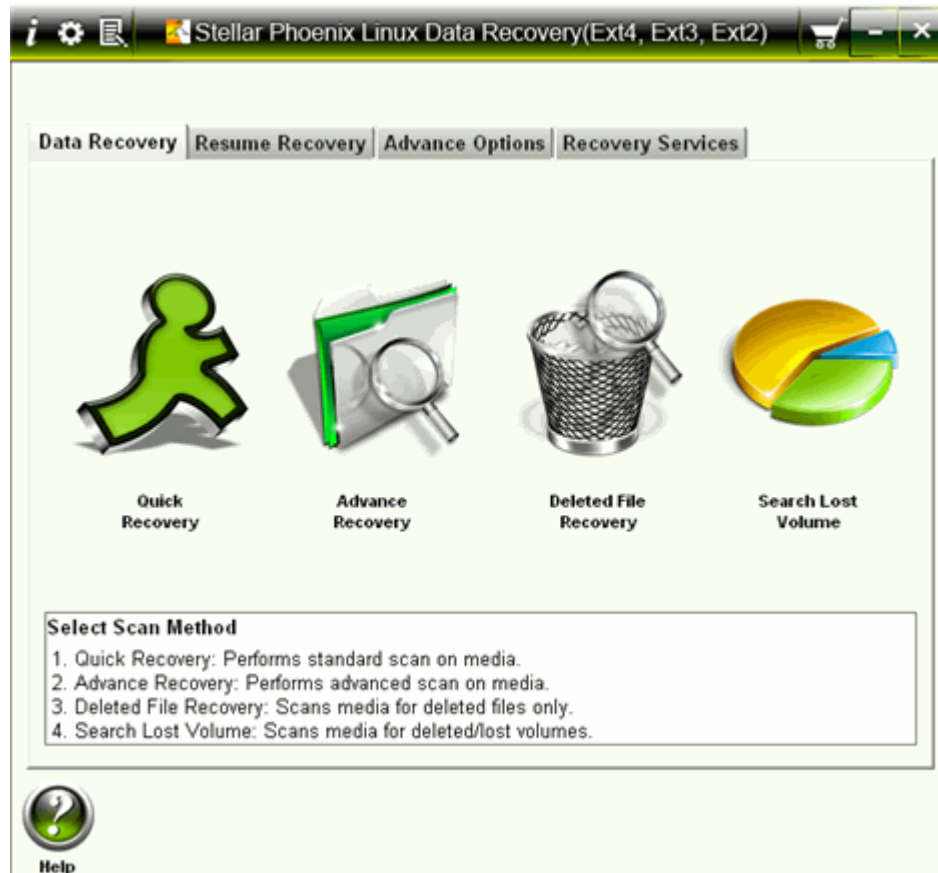 Stellar Phoenix Linux Data Recovery(Ext4, Ext3, Ext2)
Data Recovery Resume Recovery Advance Options Recovery Services
Quick
Recovery
Advance
Recovery
Deleted File
Recovery
Search Lost
Volume
Select Scan Method
1. Quick Recovery: Performs standard scan on media.
2. Advance Recovery: Performs advanced scan on media.
3. Deleted File Recovery: Scans media for deleted files only.
4. Search Lost Volume: Scans media for deleted/lost volumes.
Help